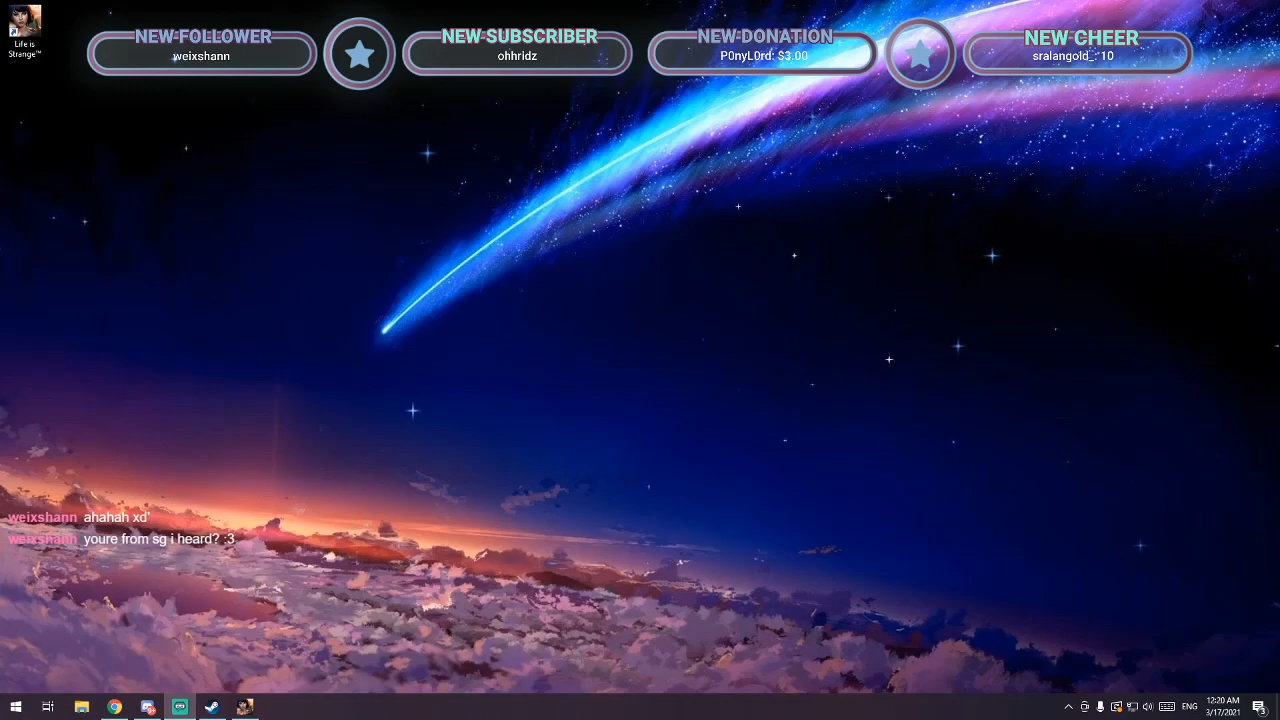 Life is
Strange™
NEW FOLLOWER
weixshann
NEW SUBSCRIBER
ohhridz
NEW DONATION
P0nyL0rd: $3.00
NEW CHEER
sralangold_: 10
weixshann ahahah xd'
weixshann youre from sg i heard? :3
ENG
12:20 AM
3/17/2021